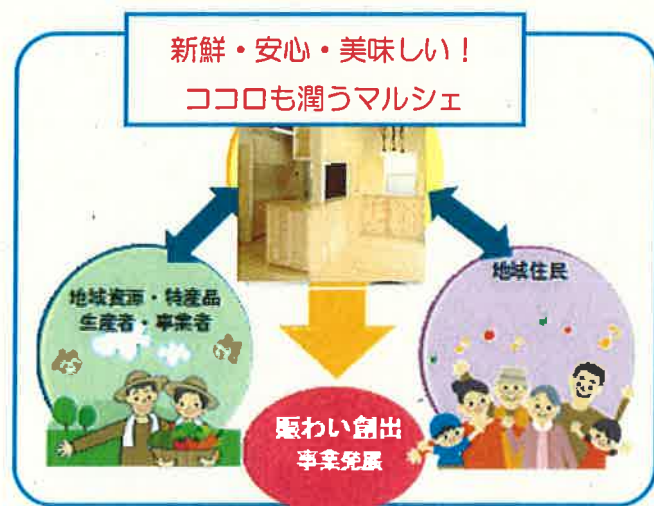 新鮮・安心・美味しい！
ココロも潤うマルシェ
地域資源・特産品
生産者・事業者
地域住民
賑わい創出
事業発展